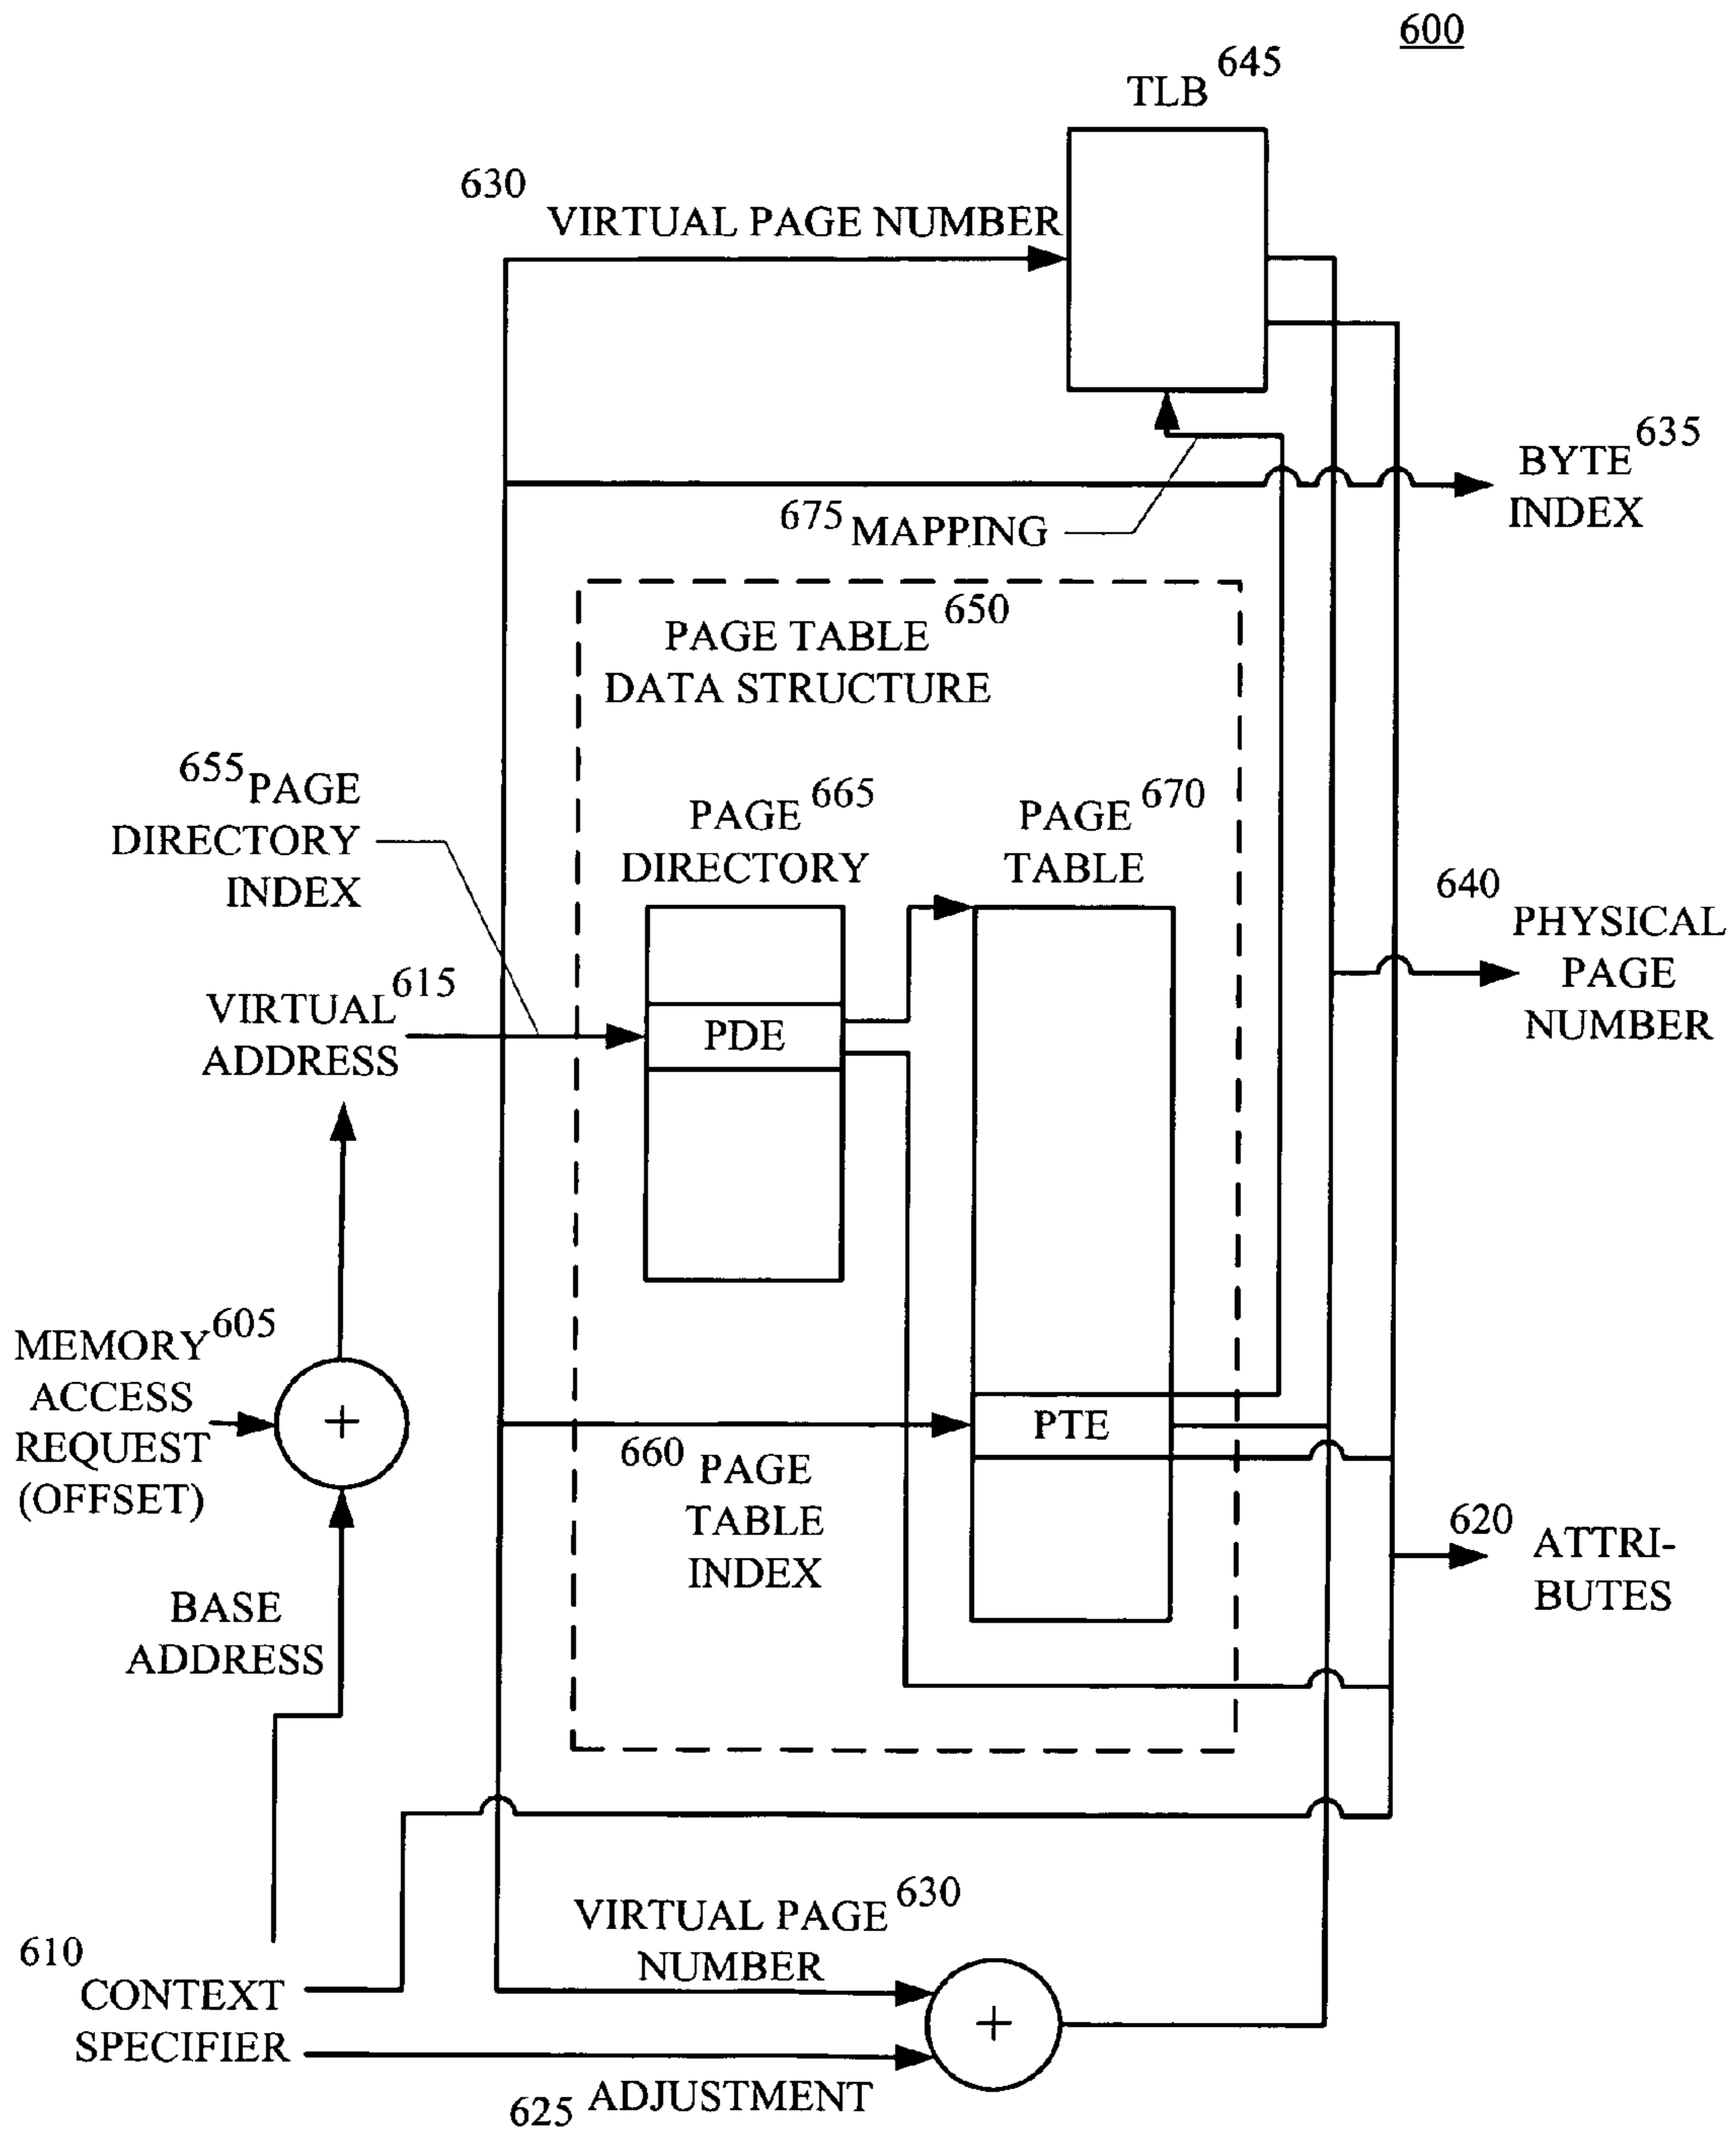 600
TLB 645
630
VIRTUAL PAGE NUMBER
BYTE 635
INDEX
675 MAPPING
PAGE TABLE 650
DATA STRUCTURE
655 PAGE
DIRECTORY
INDEX
PAGE 665
DIRECTORY
PAGE 670
TABLE
640
PHYSICAL
PAGE
NUMBER
VIRTUAL 615
ADDRESS
PDE
MEMORY 605
ACCESS
REQUEST
(OFFSET)
+
PTE
660 PAGE
TABLE
INDEX
620 ATTRI-
BUTES
BASE
ADDRESS
VIRTUAL PAGE 630
NUMBER
610
CONTEXT
SPECIFIER
+
625 ADJUSTMENT